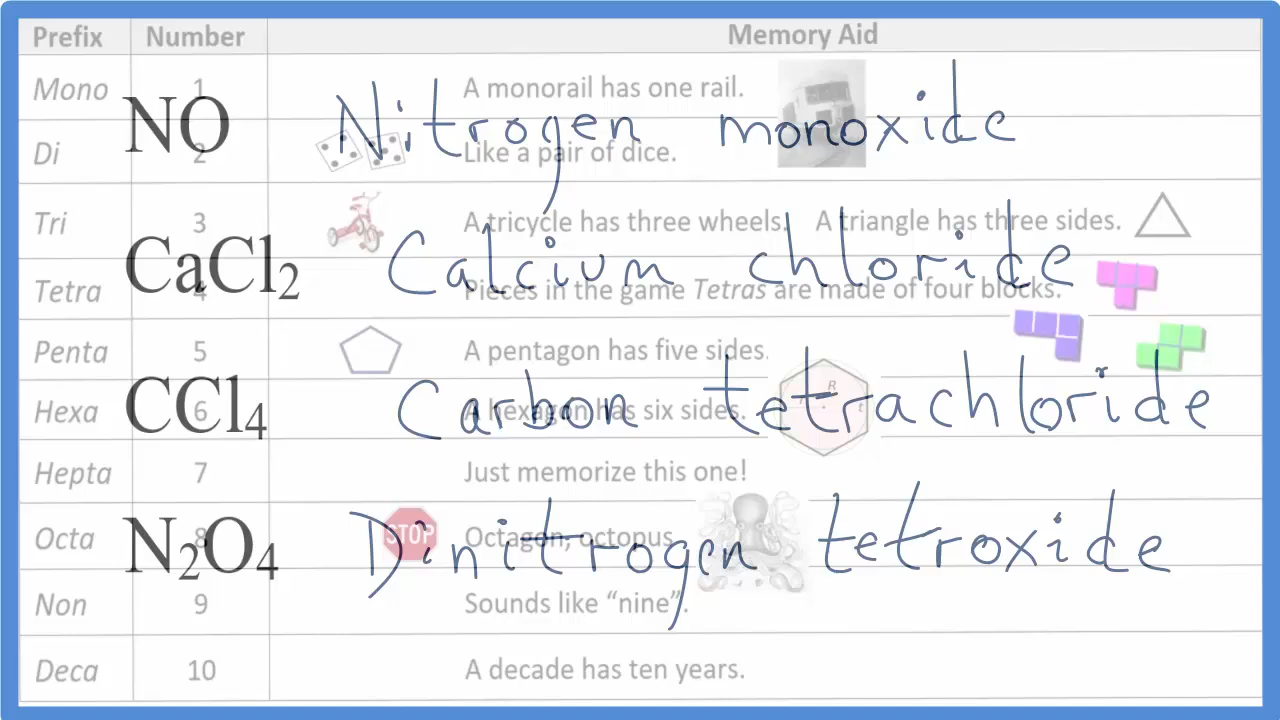 Prefix Number Memory Aid
Mono 1 A monorail has one rail.
NO Nitrogen monoxide
Di 2 Like a pair of dice.
Tri 3 A tricycle has three wheels. A triangle has three sides.
CaCl2 Calcium chloride
Tetra 4 Pieces in the game Tetras are made of four blocks.
Penta 5 A pentagon has five sides.
CCl4 Carbon tetrachloride
Hexa 6 A hexagon has six sides.
Hepta 7 Just memorize this one!
Octa 8 STOP Octagon, octopus
N2O4 Dinitrogen tetroxide
Non 9 Sounds like “nine”.
Deca 10 A decade has ten years.